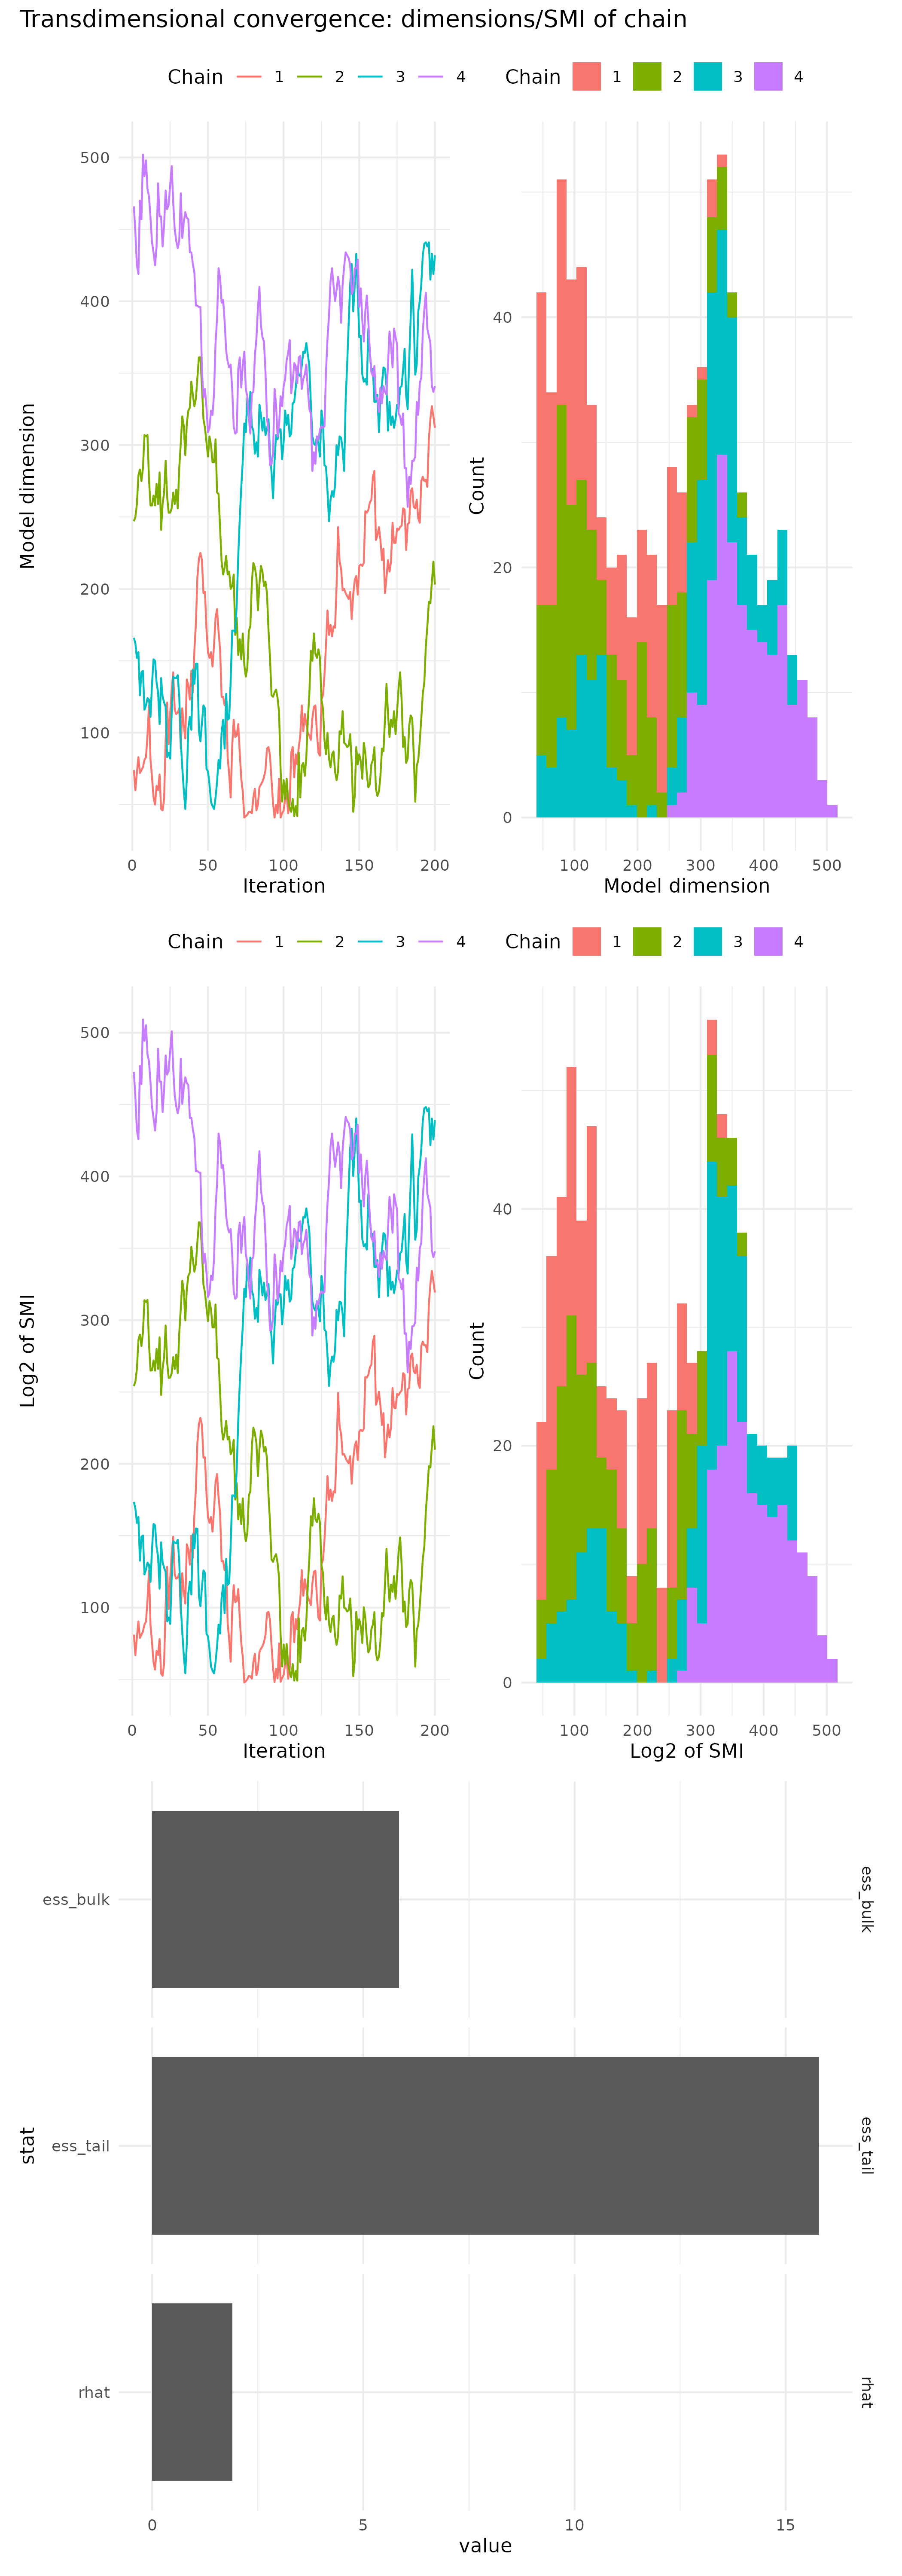 Transdimensional convergence: dimensions/SMI of chain
Chain 1 2 3 4
Chain 1 2 3 4
Model dimension
500
400
300
200
100
0 50 100 150 200
Iteration
Count
40
20
0
100 200 300 400 500
Model dimension
Chain 1 2 3 4
Chain 1 2 3 4
Log2 of SMI
500
400
300
200
100
0 50 100 150 200
Iteration
Count
40
20
0
100 200 300 400 500
Log2 of SMI
stat
ess_bulk
ess_bulk
ess_tail
ess_tail
rhat
rhat
0 5 10 15
value